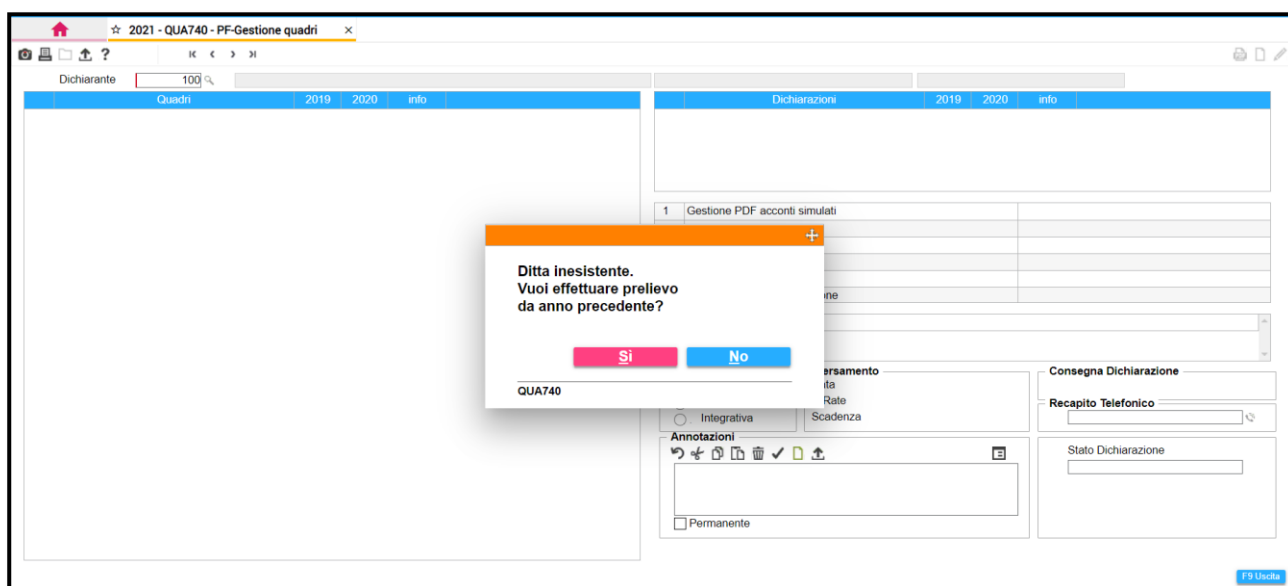 ☆ 2021 - QUA740 - PF-Gestione quadri ×
?
Dichiarante 100
Quadri 2019 2020 info
Dichiarazioni 2019 2020 info
1 Gestione PDF acconti simulati
one
Ditta inesistente.
Vuoi effettuare prelievo
da anno precedente?
Sì No
QUA740
ersamento
ata
Rate
Integrativa Scadenza
Consegna Dichiarazione
Recapito Telefonico
Annotazioni
Stato Dichiarazione
Permanente
F9 Uscita